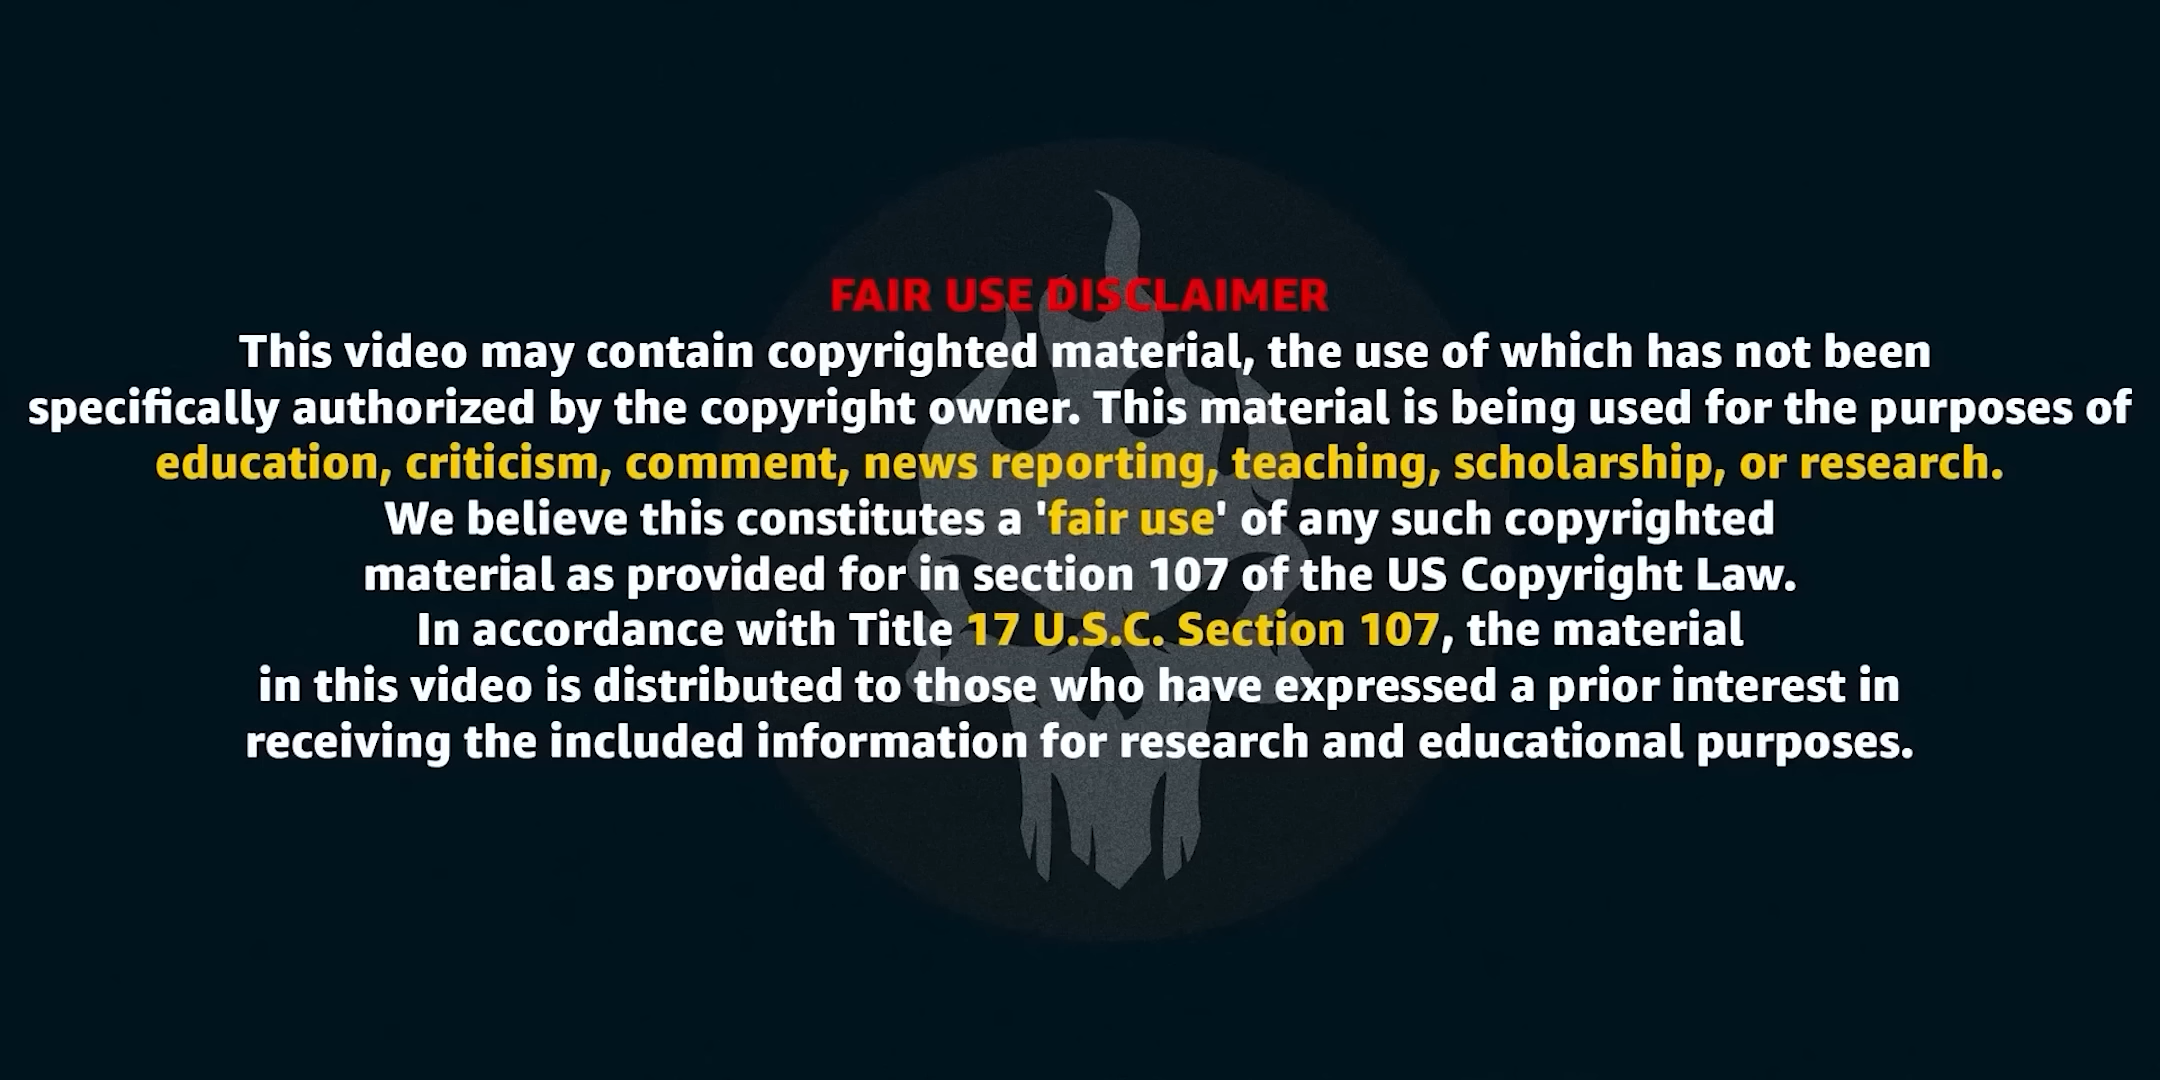 FAIR USE DISCLAIMER
This video may contain copyrighted material, the use of which has not been
specifically authorized by the copyright owner. This material is being used for the purposes of
education, criticism, comment, news reporting, teaching, scholarship, or research.
We believe this constitutes a 'fair use' of any such copyrighted
material as provided for in section 107 of the US Copyright Law.
In accordance with Title 17 U.S.C. Section 107, the material
in this video is distributed to those who have expressed a prior interest in
receiving the included information for research and educational purposes.